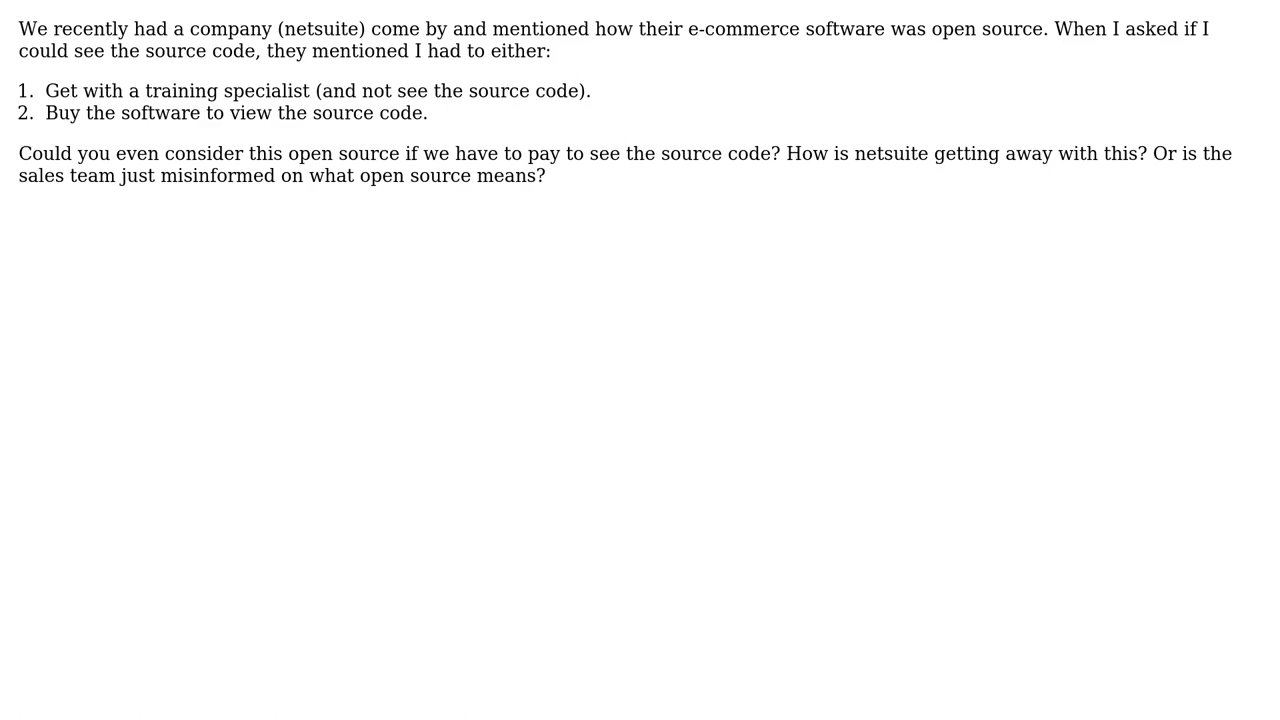 We recently had a company (netsuite) come by and mentioned how their e-commerce software was open source. When I asked if I
could see the source code, they mentioned I had to either:
1. Get with a training specialist (and not see the source code).
2. Buy the software to view the source code.
Could you even consider this open source if we have to pay to see the source code? How is netsuite getting away with this? Or is the
sales team just misinformed on what open source means?